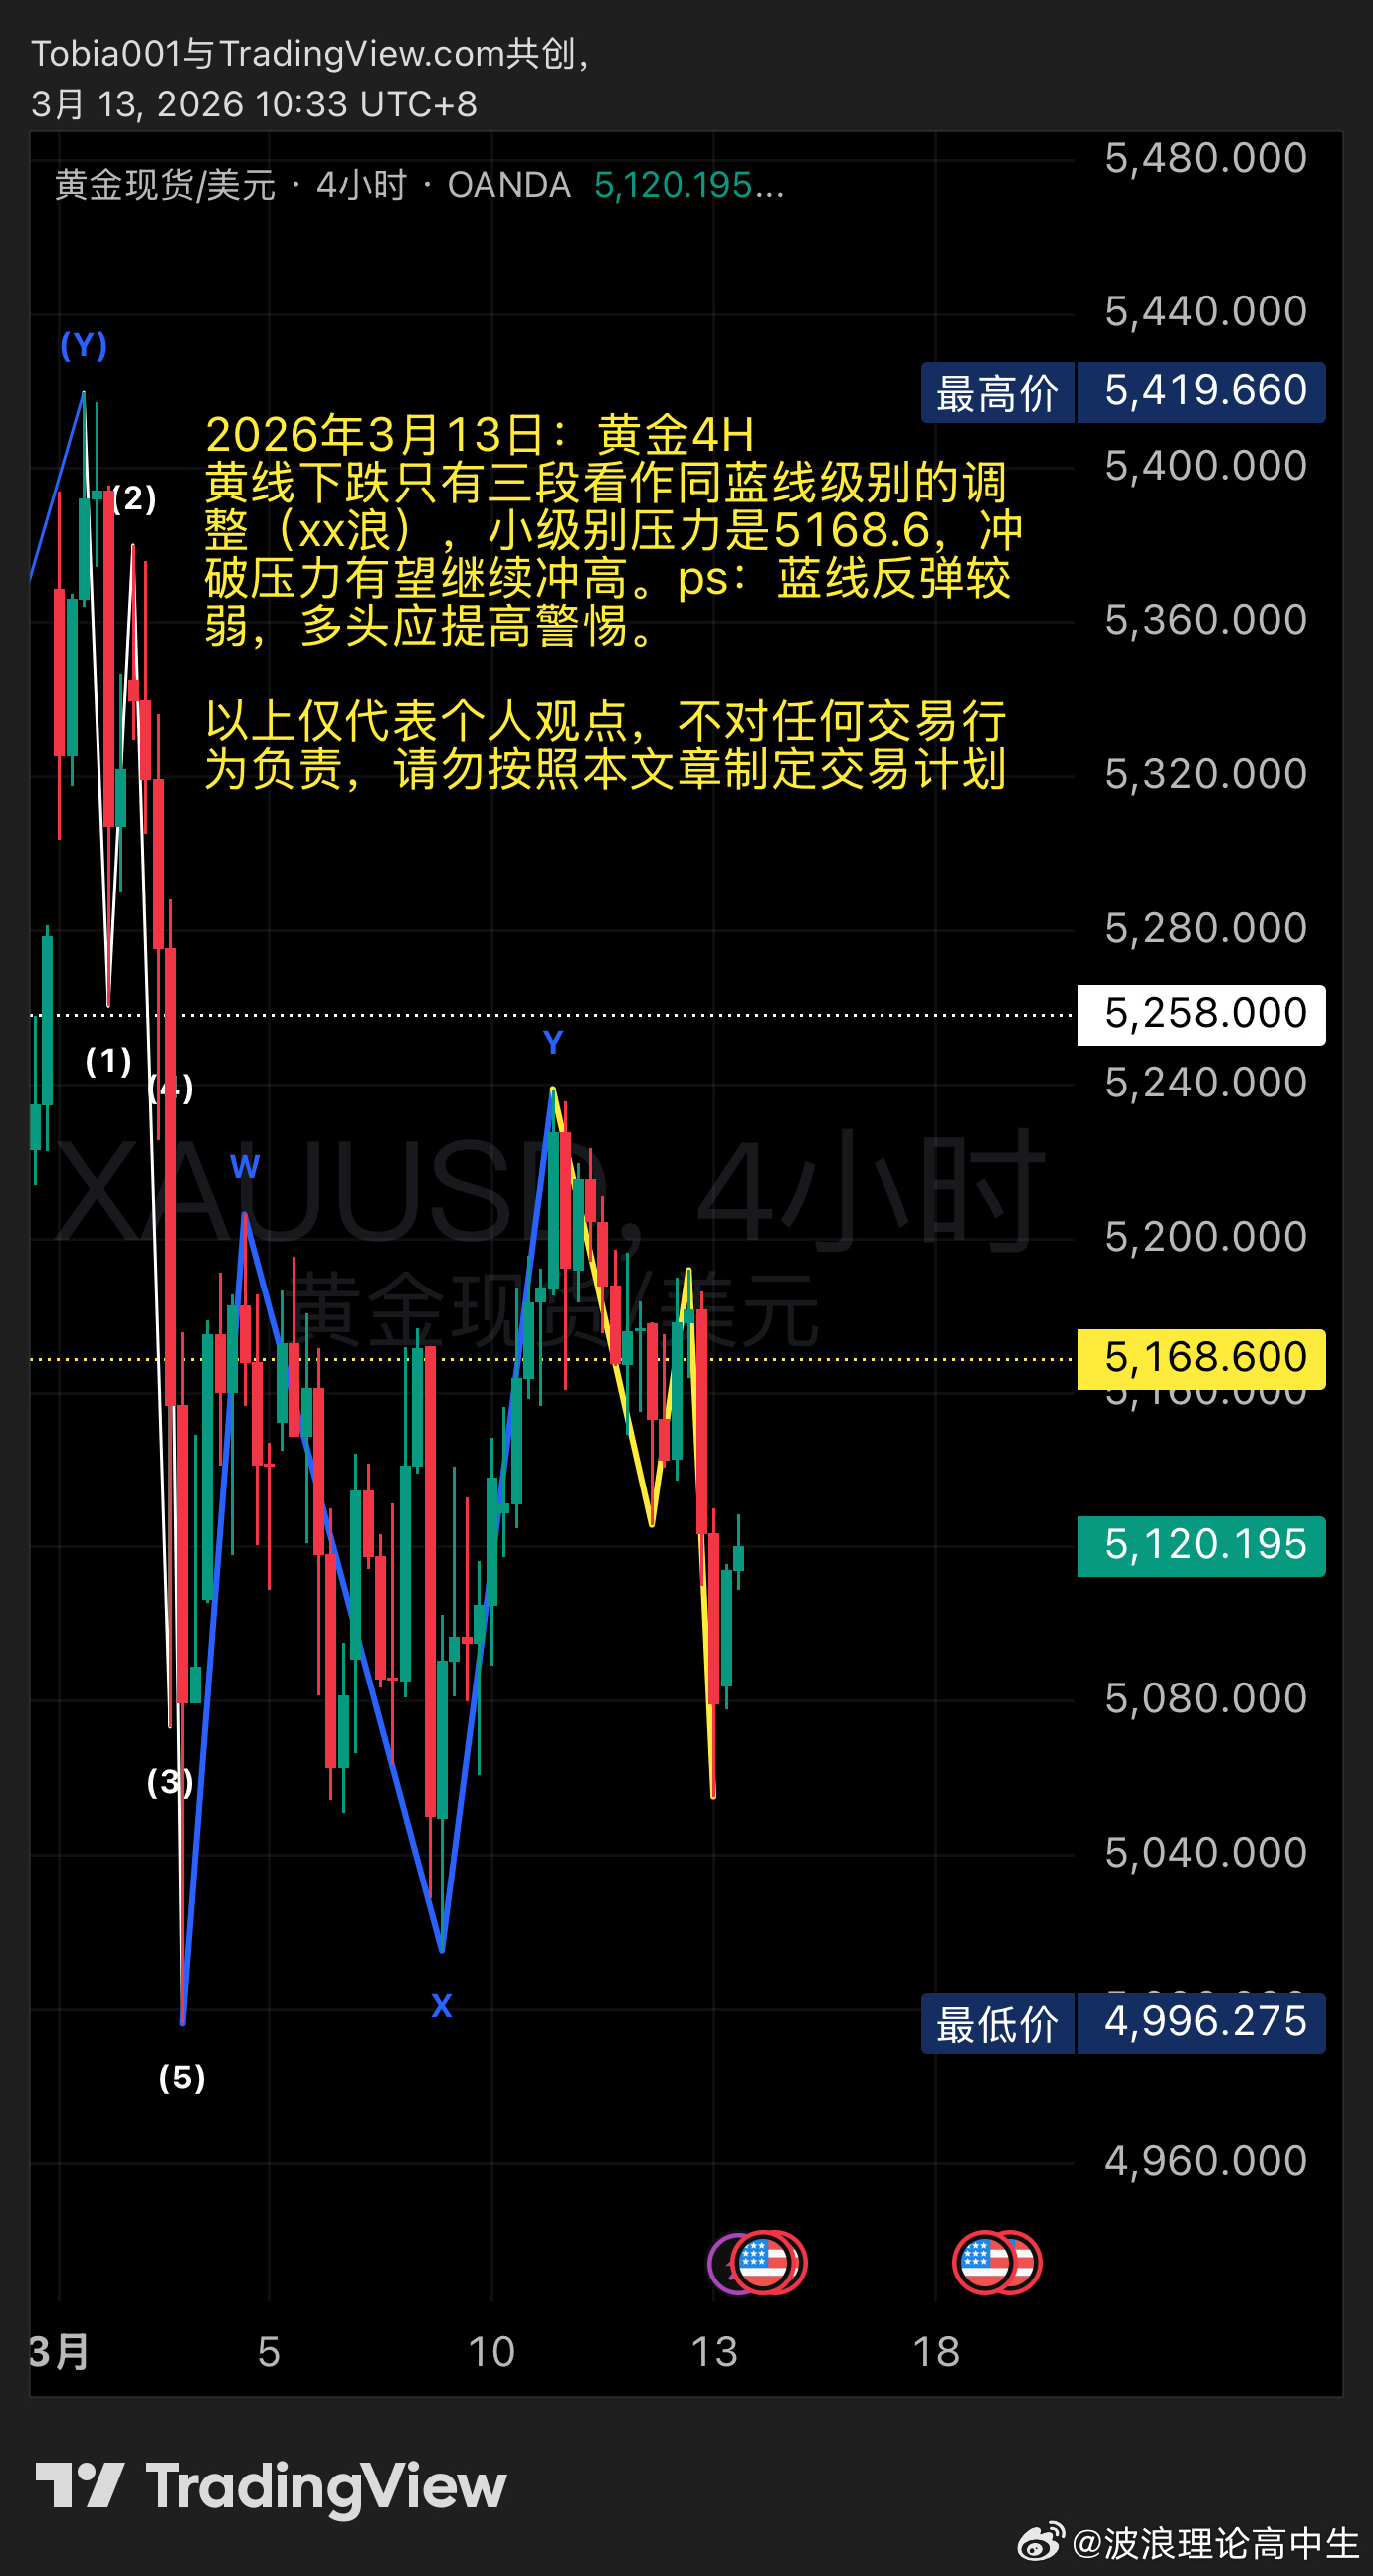 Tobia001与TradingView.com共创，
3月 13, 2026 10:33 UTC+8
黄金现货/美元 · 4小时 · OANDA 5,120.195...
5,480.000
5,440.000
(Y)
最高价 5,419.660
2026年3月13日：黄金4H
黄线下跌只有三段看作同蓝线级别的调
整（xx浪），小级别压力是5168.6，冲
破压力有望继续冲高。ps：蓝线反弹较
弱，多头应提高警惕。
以上仅代表个人观点，不对任何交易行
为负责，请勿按照本文章制定交易计划
5,400.000
(2)
5,360.000
5,320.000
5,280.000
5,258.000
(1)
Y
(4)
5,240.000
W
XAUUSD，4小时
5,200.000
黄金现货/美元
5,168.600
5,160.000
5,120.195
5,080.000
(3)
5,040.000
X
最低价 4,996.275
(5)
4,960.000
3月 5 10 13 18
TradingView
@波浪理论高中生